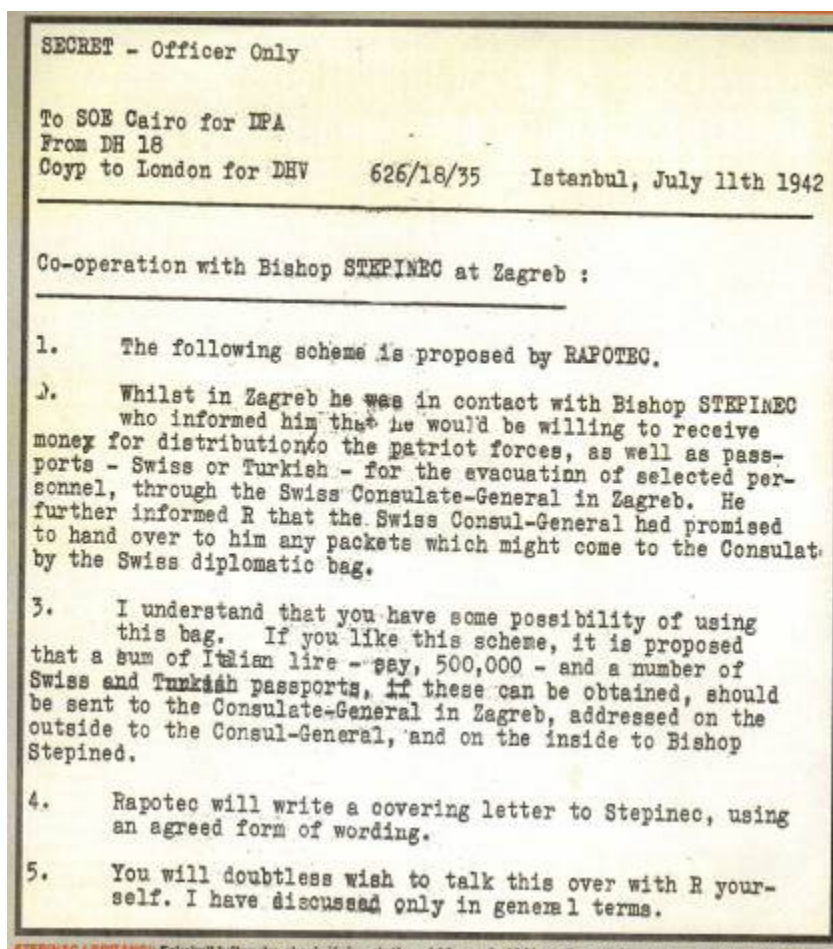 SECRET - Officer Only
To SOE Cairo for DPA
From DH 18
Coyp to London for DHV 626/18/35 Istanbul, July 11th 1942
Co-operation with Bishop STEPINEC at Zagreb :
1. The following scheme is proposed by RAPOTEC.
2. Whilst in Zagreb he was in contact with Bishop STEPINEC
who informed him that he would be willing to receive
money for distribution/to the patriot forces, as well as pass-
ports - Swiss or Turkish - for the evacuation of selected per-
sonnel, through the Swiss Consulate-General in Zagreb. He
further informed R that the Swiss Consul-General had promised
to hand over to him any packets which might come to the Consulat
by the Swiss diplomatic bag.
3. I understand that you have some possibility of using
this bag. If you like this scheme, it is proposed
that a sum of Italian lire - say, 500,000 - and a number of
Swiss and Turkish passports, if these can be obtained, should
be sent to the Consulate-General in Zagreb, addressed on the
outside to the Consul-General, and on the inside to Bishop
Stepined.
4. Rapotec will write a covering letter to Stepinec, using
an agreed form of wording.
5. You will doubtless wish to talk this over with R your-
self. I have discussed only in general terms.